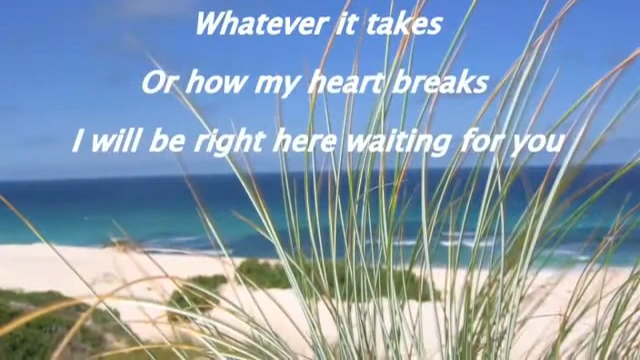 Whatever it takes
Or how my heart breaks
I will be right here waiting for you